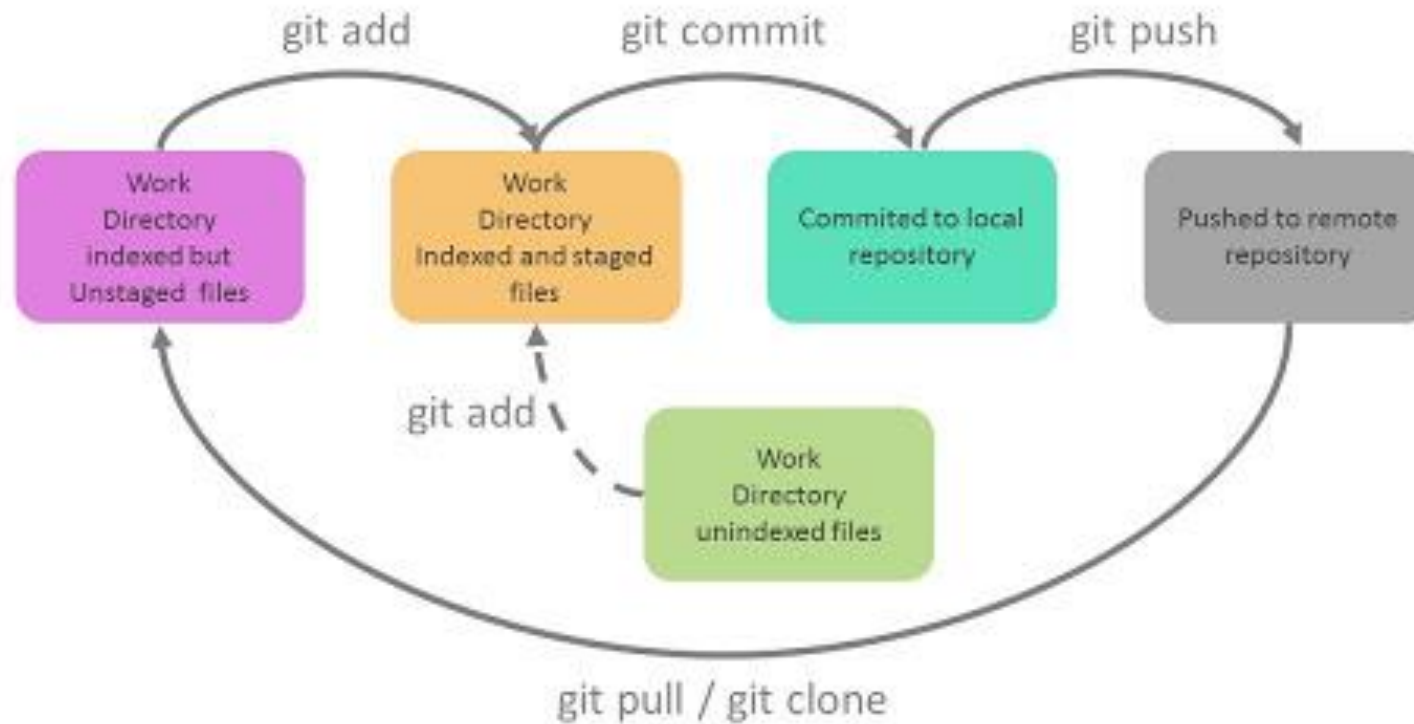 git add
git commit
git push
Work
Directory
indexed but
Unstaged files
Work
Directory
Indexed and staged
files
Commited to local
repository
Pushed to remote
repository
git add
Work
Directory
unindexed files
git pull / git clone